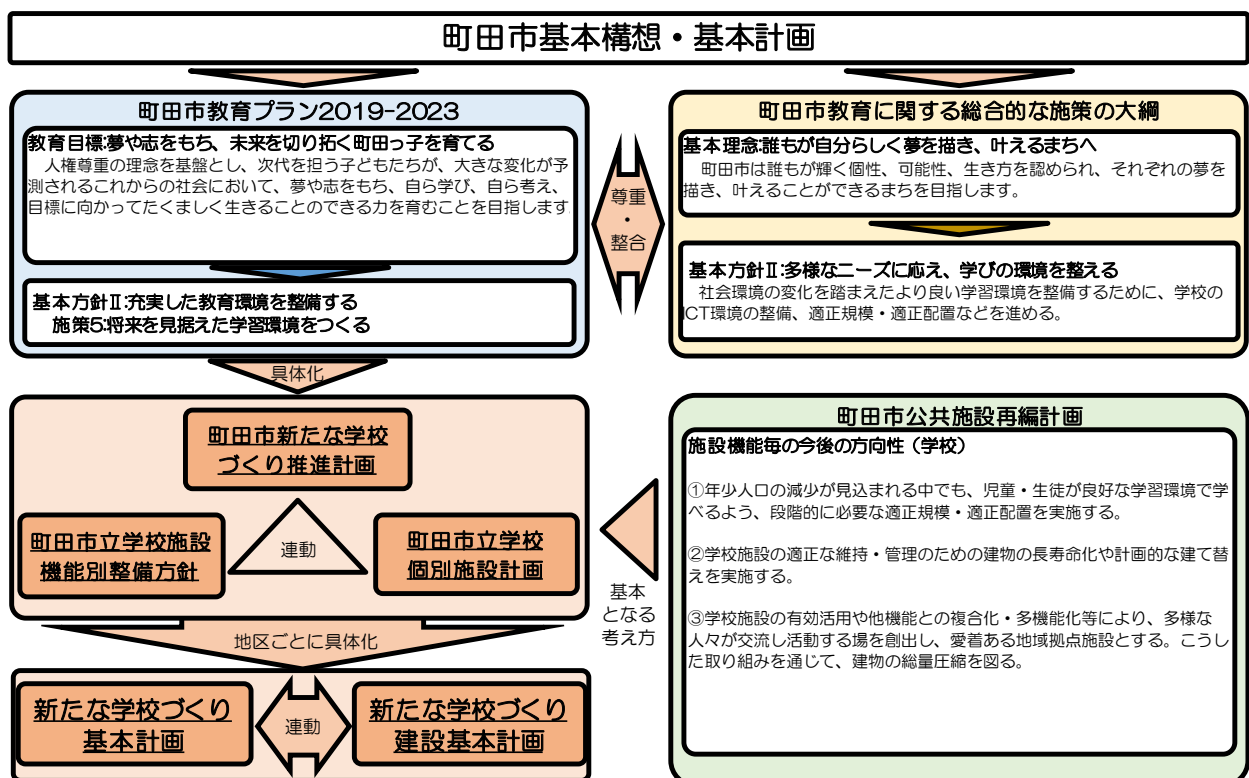 町田市基本構想・基本計画
町田市教育プラン2019-2023
教育目標:夢や志をもち、未来を切り拓く町田っ子を育てる
人権尊重の理念を基盤とし、次代を担う子どもたちが、大きな変化が予
測されるこれからの社会において、夢や志をもち、自ら学び、自ら考え、
目標に向かってたくましく生きることのできる力を育むことを目指します
基本方針Ⅱ:充実した教育環境を整備する
施策5:将来を見据えた学習環境をつくる
尊重
・
整合
町田市教育に関する総合的な施策の大綱
基本理念:誰もが自分らしく夢を描き、叶えるまちへ
町田市は誰もが輝く個性、可能性、生き方を認められ、それぞれの夢を
描き、叶えることができるまちを目指します。
基本方針Ⅱ:多様なニーズに応え、学びの環境を整える
社会環境の変化を踏まえたより良い学習環境を整備するために、学校の
ICT環境の整備、適正規模・適正配置などを進める。
具体化
町田市新たな学校
づくり推進計画
町田市立学校施設
機能別整備方針
連動
町田市立学校
個別施設計画
基本
となる
考え方
町田市公共施設再編計画
施設機能毎の今後の方向性（学校）
①年少人口の減少が見込まれる中でも、児童・生徒が良好な学習環境で学
べるよう、段階的に必要な適正規模・適正配置を実施する。
②学校施設の適正な維持・管理のための建物の長寿命化や計画的な建て替
えを実施する。
③学校施設の有効活用や他機能との複合化・多機能化等により、多様な
人々が交流し活動する場を創出し、愛着ある地域拠点施設とする。こうし
た取り組みを通じて、建物の総量圧縮を図る。
地区ごとに具体化
新たな学校づくり
基本計画
連動
新たな学校づくり
建設基本計画